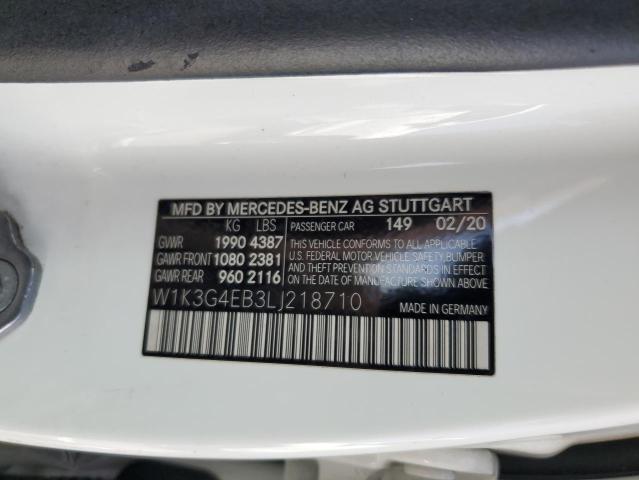 MFD BY MERCEDES-BENZ AG STUTTGART
KG LBS PASSENGER CAR 149 02/20
GVWR 1990 4387 THIS VEHICLE CONFORMS TO ALL APPLICABLE
GAWR FRONT 1080 2381 U.S. FEDERAL MOTOR VEHICLE SAFETY, BUMPER
GAWR REAR 960 2116 AND THEFT PREVENTION STANDARDS IN EFFECT
ON THE DATE OF MANUFACTURE SHOWN ABOVE
W1K3G4EB3LJ218710 MADE IN GERMANY